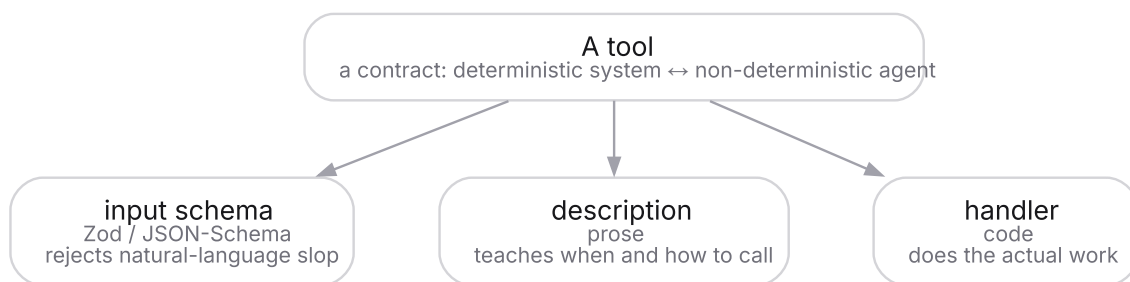 A tool
a contract: deterministic system ↔ non-deterministic agent
input schema
Zod / JSON-Schema
rejects natural-language slop
description
prose
teaches when and how to call
handler
code
does the actual work